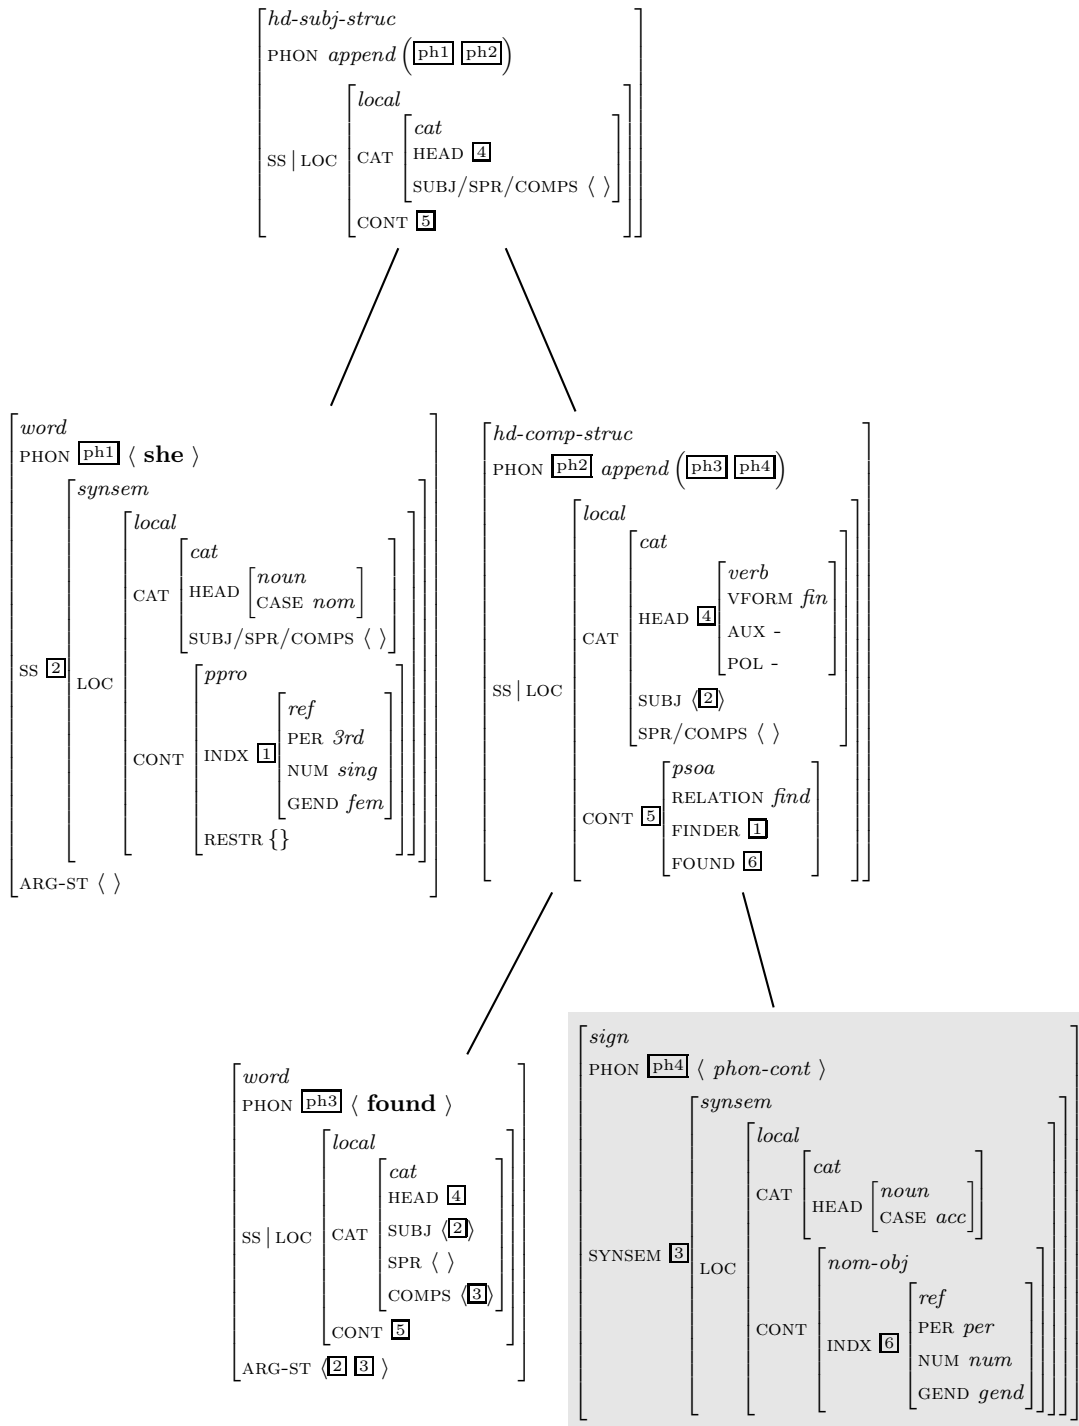 hd-subj-struc
PHON append ( ph1 ph2 )
SS | LOC
local
CAT
cat
HEAD 4
SUBJ/SPR/COMPS ⟨ ⟩
CONT 5
word
PHON ph1 ⟨ she ⟩
SS 2
synsem
LOC
local
CAT
cat
HEAD
noun
CASE nom
SUBJ/SPR/COMPS ⟨ ⟩
CONT
ppro
INDX 1
ref
PER 3rd
NUM sing
GEND fem
RESTR {}
ARG-ST ⟨ ⟩
hd-comp-struc
PHON ph2 append ( ph3 ph4 )
SS | LOC
local
CAT
cat
HEAD 4
verb
VFORM fin
AUX -
POL -
SUBJ ⟨ 2 ⟩
SPR/COMPS ⟨ ⟩
CONT 5
psoa
RELATION find
FINDER 1
FOUND 6
word
PHON ph3 ⟨ found ⟩
SS | LOC
local
CAT
cat
HEAD 4
SUBJ ⟨ 2 ⟩
SPR ⟨ ⟩
COMPS ⟨ 3 ⟩
CONT 5
ARG-ST ⟨ 2 3 ⟩
sign
PHON ph4 ⟨ phon-cont ⟩
SYNSEM 3
synsem
LOC
local
CAT
cat
HEAD
noun
CASE acc
CONT
nom-obj
INDX 6
ref
PER per
NUM num
GEND gend